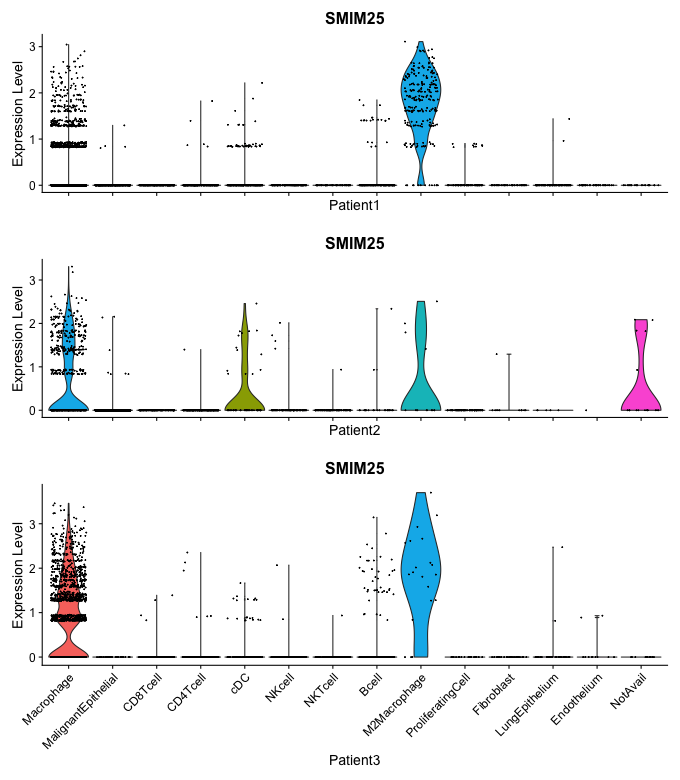 SMIM25
Expression Level
3
2
1
0
Patient1
SMIM25
Expression Level
3
2
1
0
Patient2
SMIM25
Expression Level
3
2
1
0
Macrophage
MalignantEpithelial
CD8Tcell
CD4Tcell
cDC
NKcell
NKTcell
Bcell
M2Macrophage
ProliferatingCell
Fibroblast
LungEpithelium
Endothelium
NotAvail
Patient3